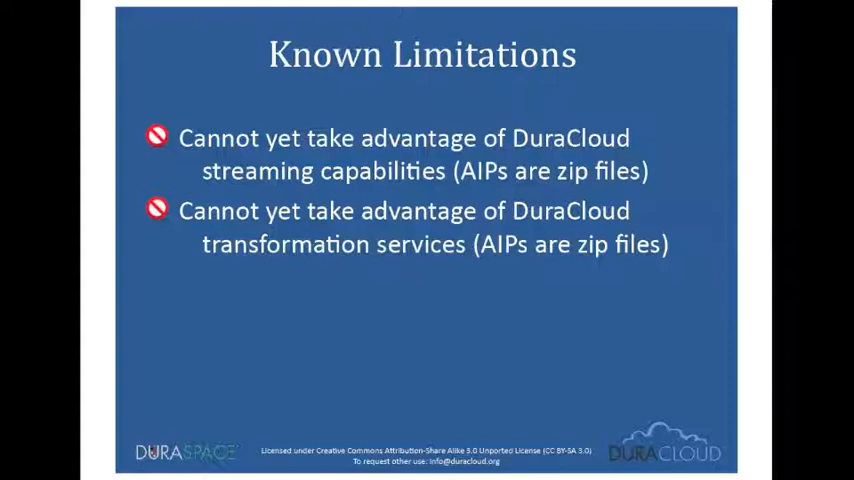 Known Limitations
Cannot yet take advantage of DuraCloud
streaming capabilities (AIPs are zip files)
Cannot yet take advantage of DuraCloud
transformation services (AIPs are zip files)
DURASPACE
Licensed under Creative Commons Attribution-Share Alike 3.0 Unported License (CC BY-SA 3.0)
To request other use: info@duracloud.org
DURACLOUD